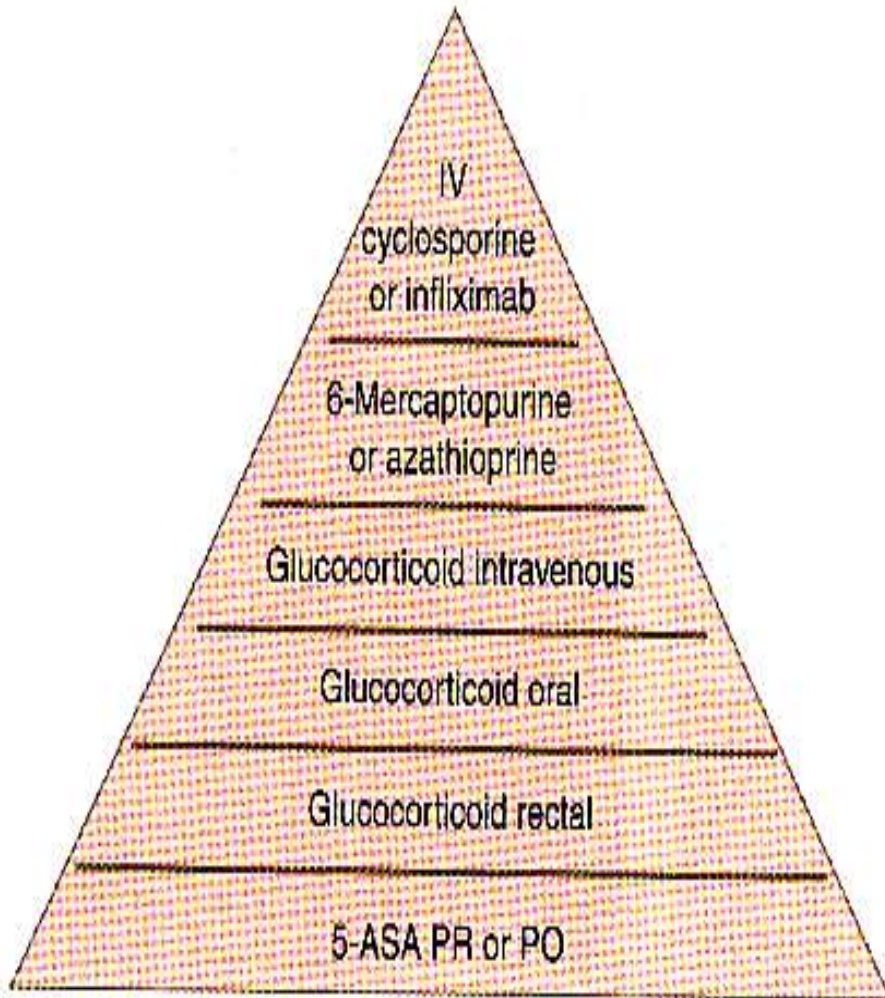 IV
cyclosporine
or infliximab
6-Mercaptopurine
or azathioprine
Glucocorticoid intravenous
Glucocorticoid oral
Glucocorticoid rectal
5-ASA PR or PO